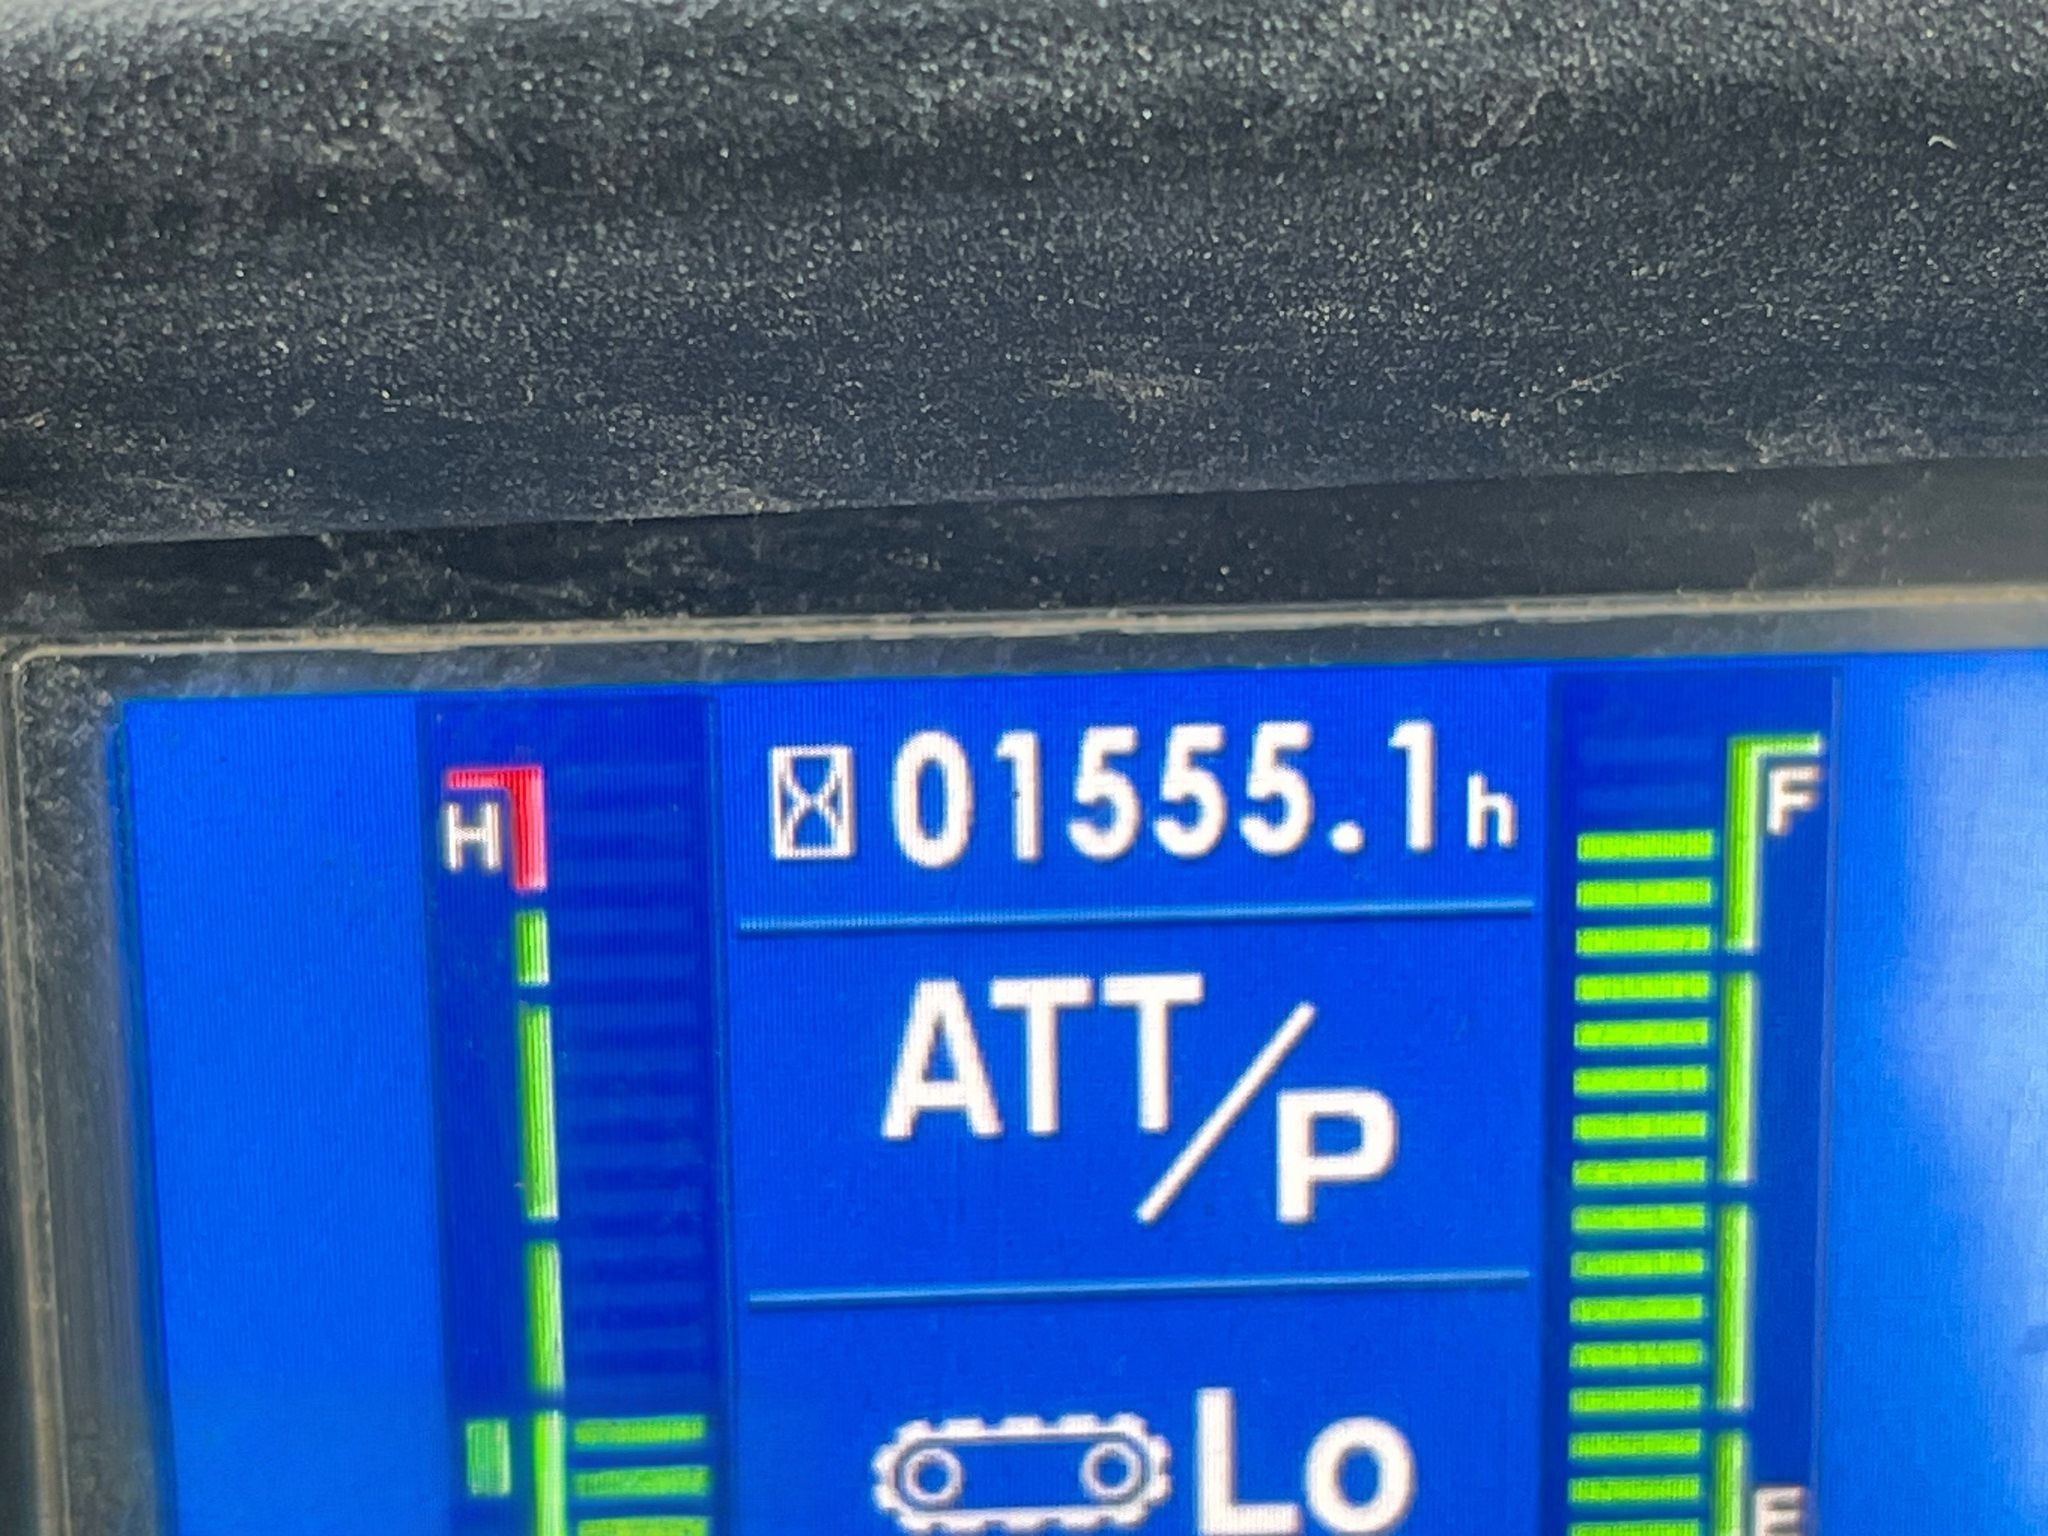 01555.1h
H
F
ATT/P
Lo
E